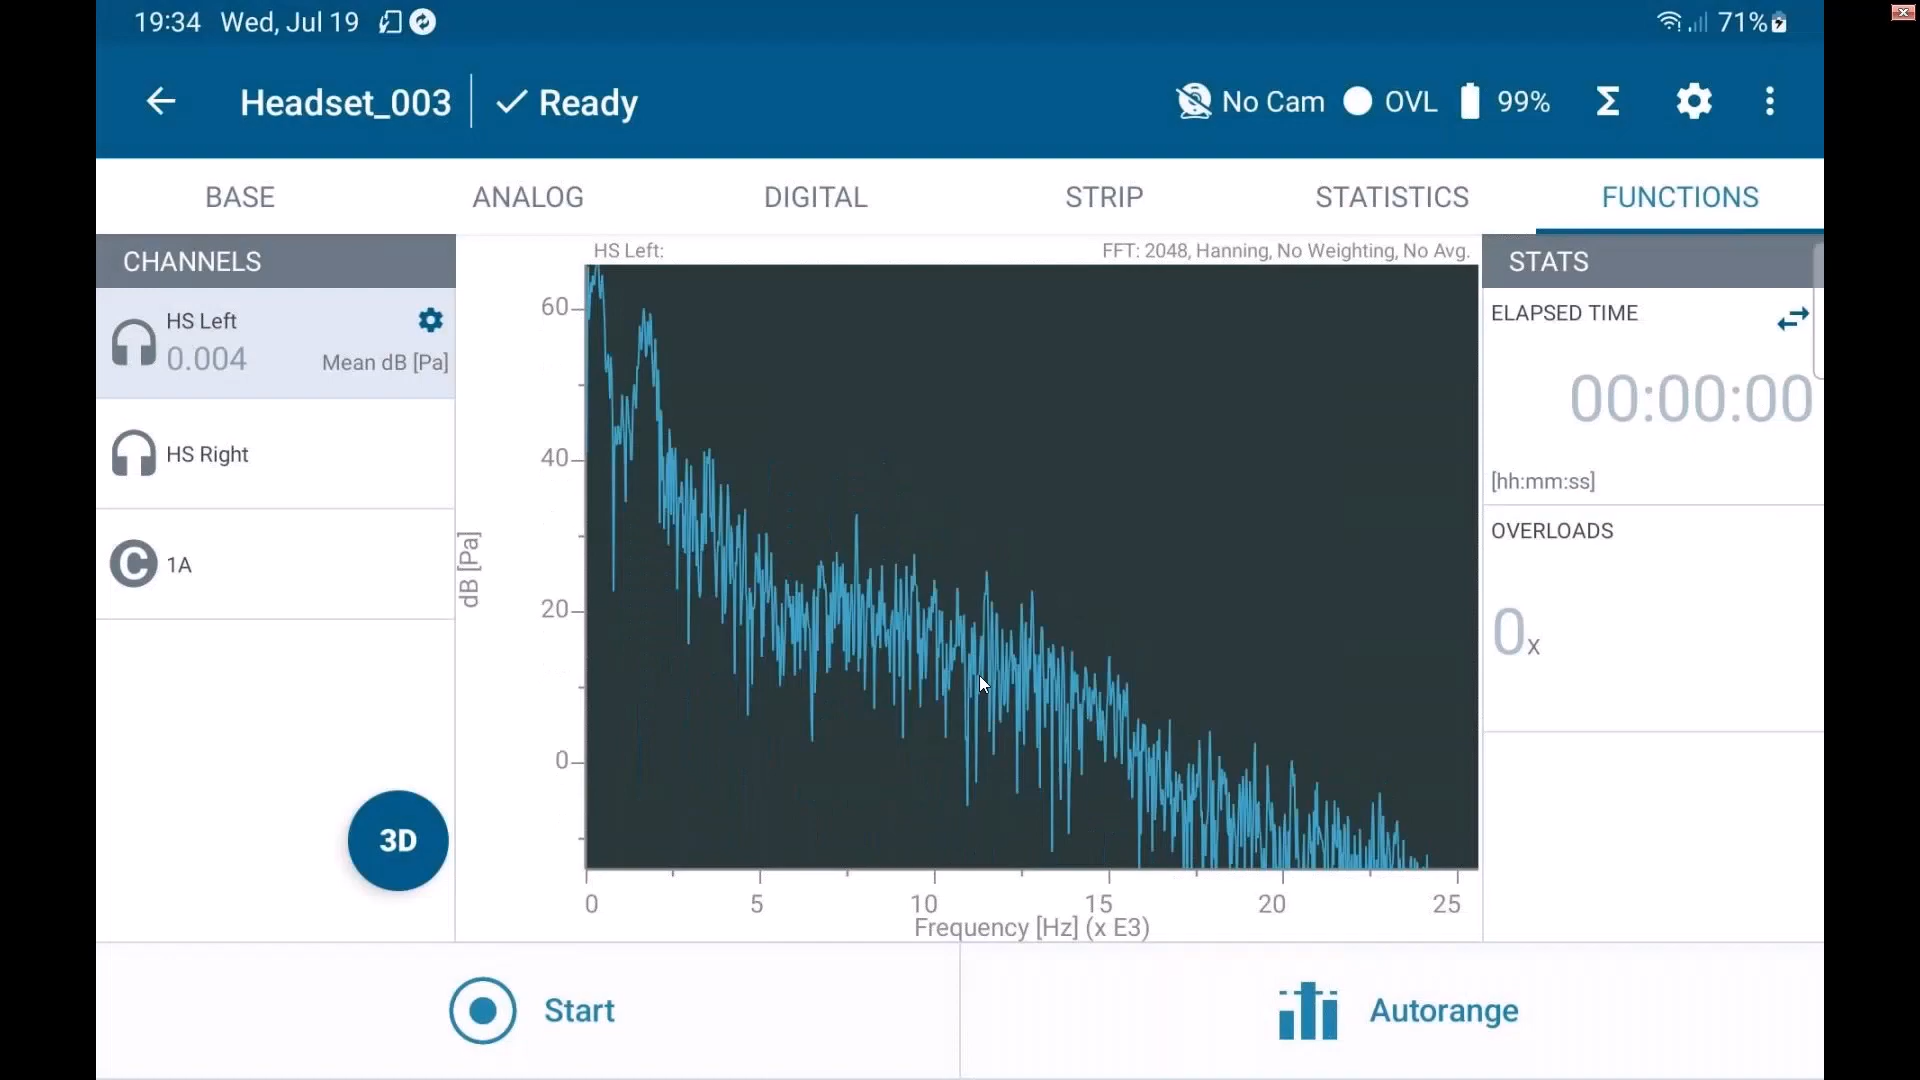 19:34 Wed, Jul 19
71%
Headset_003 Ready
No Cam OVL 99% Σ
BASE ANALOG DIGITAL STRIP STATISTICS FUNCTIONS
CHANNELS
HS Left
0.004 Mean dB [Pa]
HS Right
C 1A
3D
HS Left: FFT: 2048, Hanning, No Weighting, No Avg.
60
40
20
0
dB [Pa]
0 5 10 15 20 25
Frequency [Hz] (x E3)
STATS
ELAPSED TIME
00:00:00
[hh:mm:ss]
OVERLOADS
0x
Start
Autorange